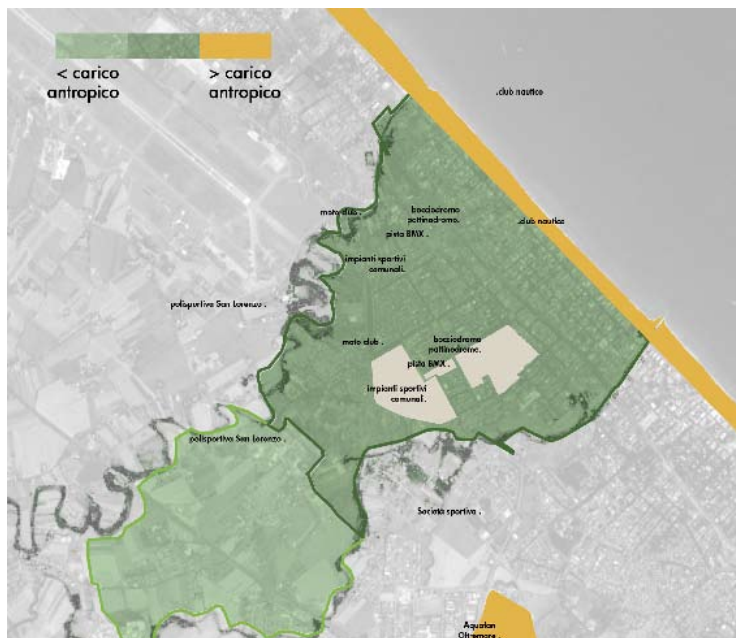 < carico
antropico
> carico
antropico
.club nautico
moto club .
bocciodromo
pattinodromo.
.club nautico
pista BMX .
impianti sportivi
comunali.
polisportiva San Lorenzo .
moto club .
bocciodromo
pattinodromo.
pista BMX .
impianti sportivi
comunali.
polisportiva San Lorenzo .
Società sportiva .
Aquafan
Oltremare .